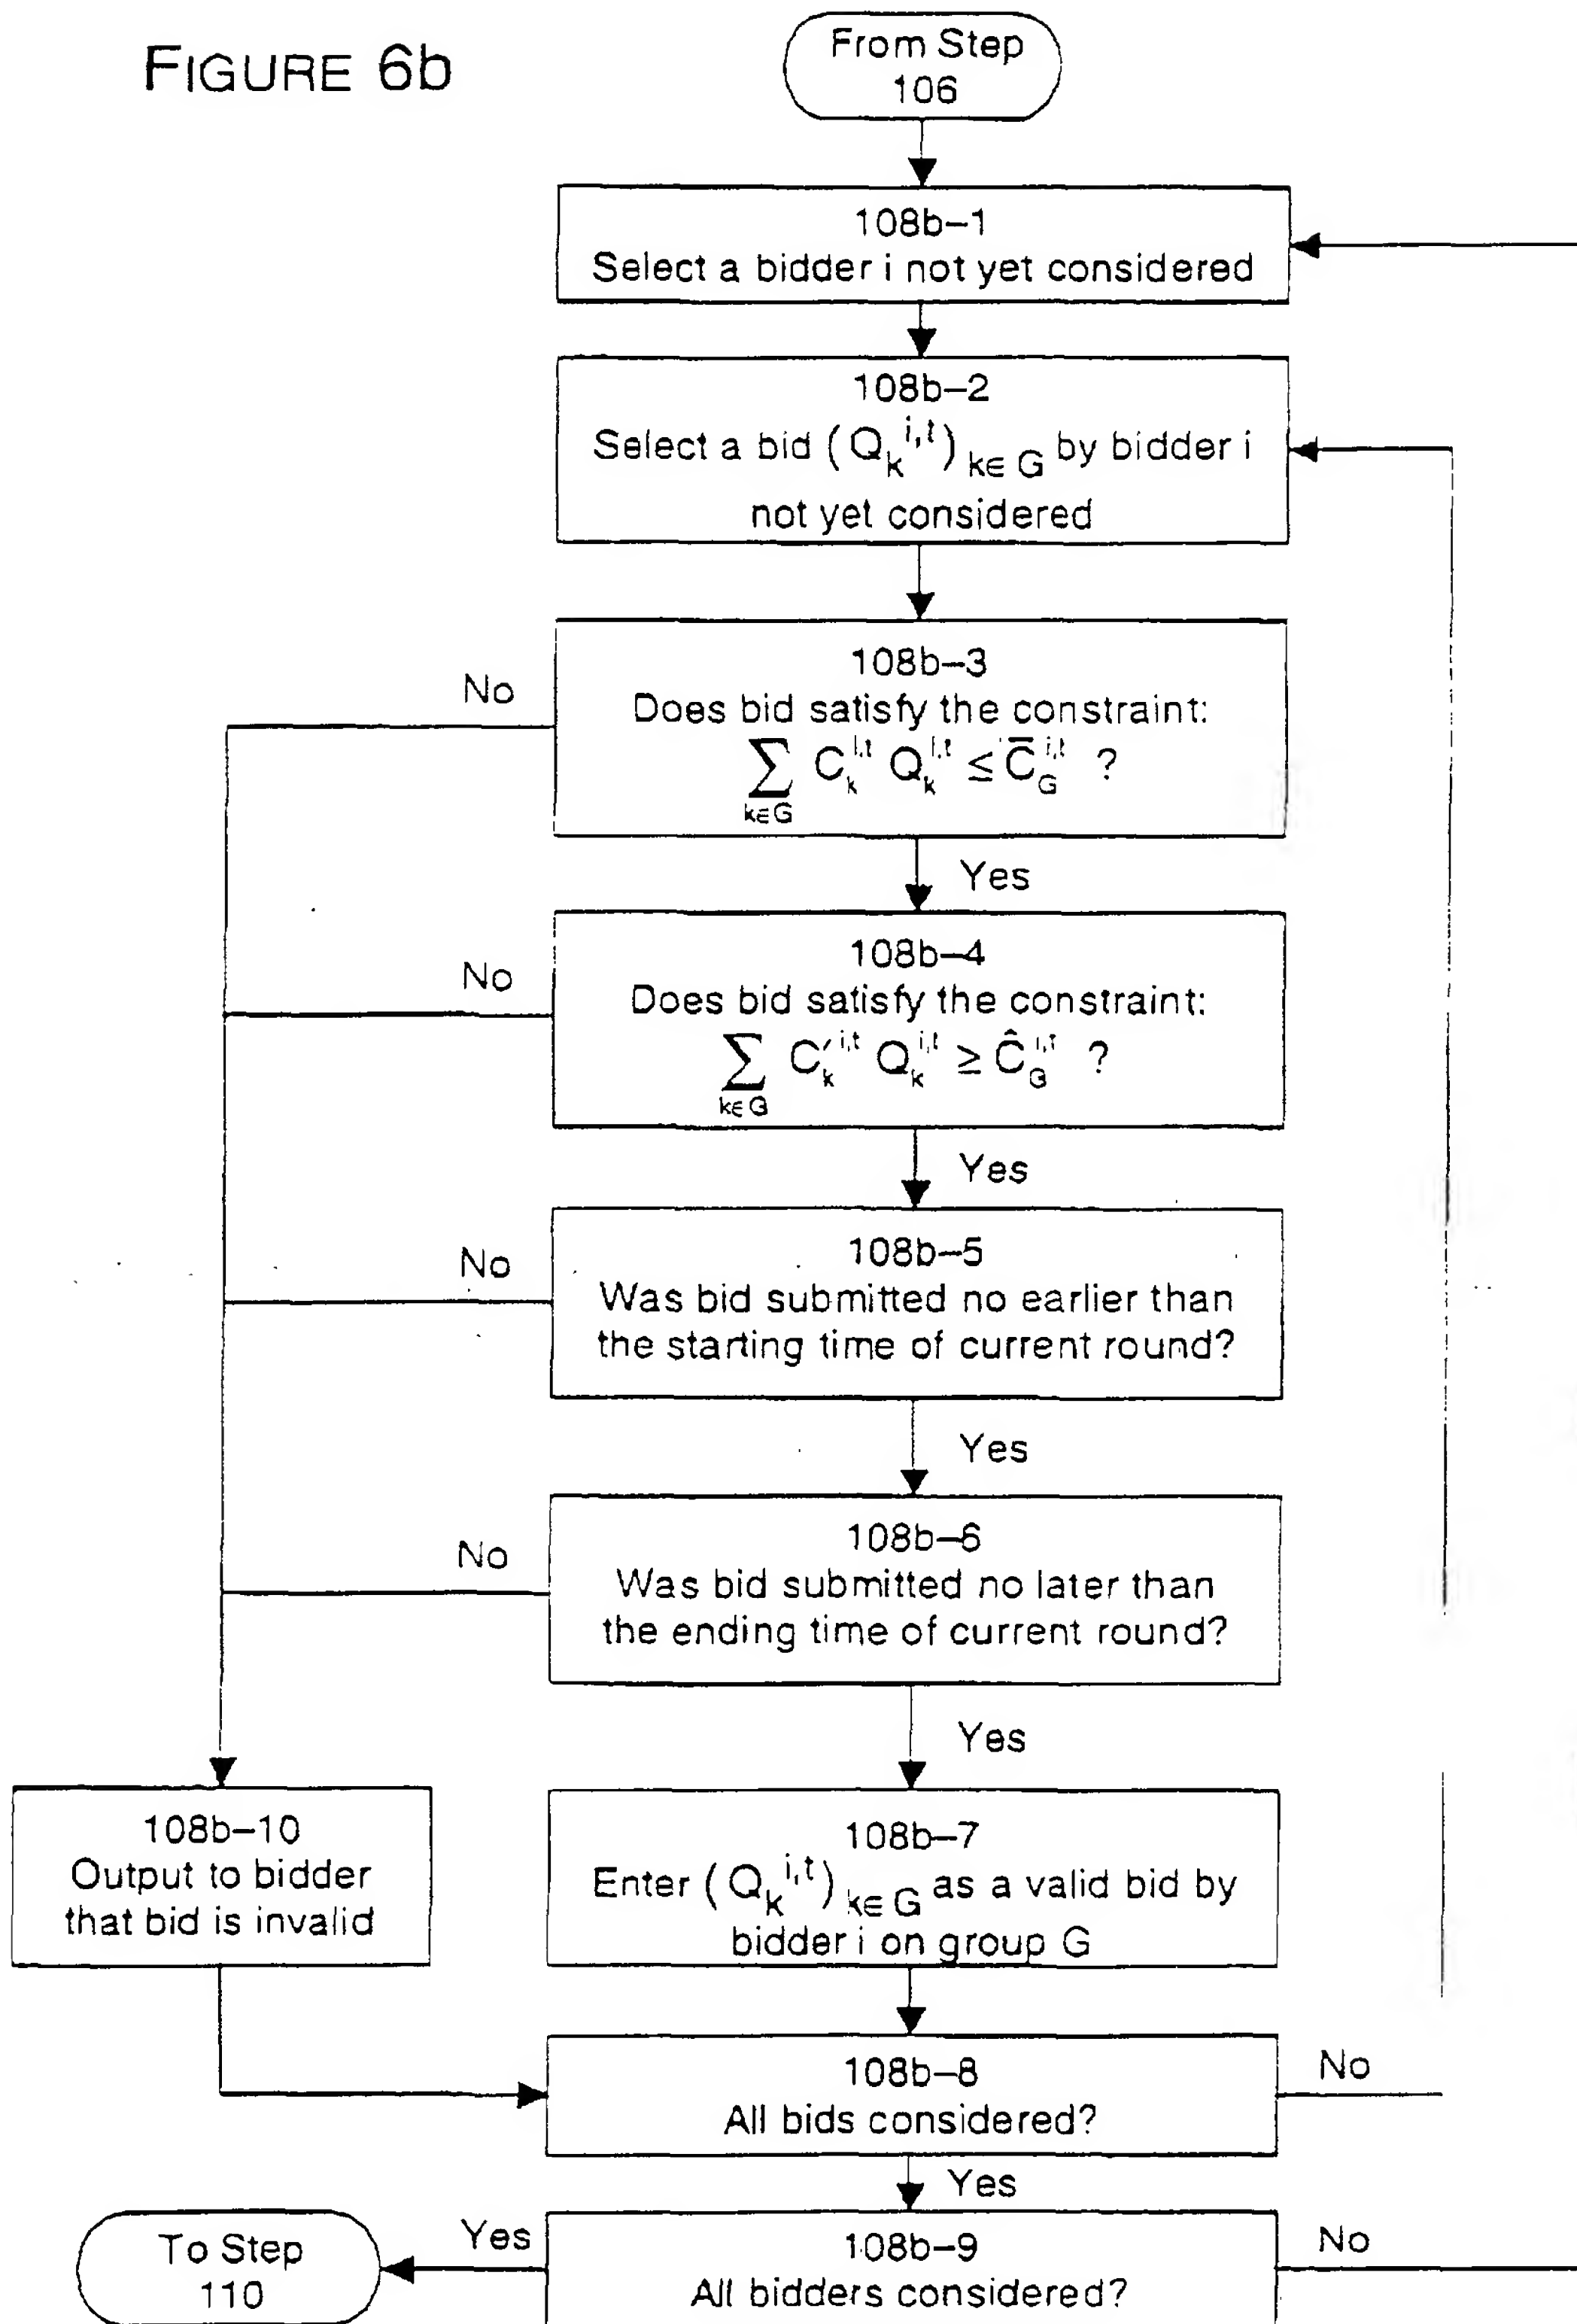 FIGURE 6b
From Step
106
108b–1
Select a bidder i not yet considered
108b–2
Select a bid (Q_k^{i,t})_{k∈G} by bidder i
not yet considered
108b–3
No
Does bid satisfy the constraint:
∑_{k∈G} C_k^{i,t} Q_k^{i,t} ≤ C̄_G^{i,t} ?
Yes
108b–4
No
Does bid satisfy the constraint:
∑_{k∈G} C′_k^{i,t} Q_k^{i,t} ≥ Ĉ_G^{i,t} ?
Yes
108b–5
No
Was bid submitted no earlier than
the starting time of current round?
Yes
108b–6
No
Was bid submitted no later than
the ending time of current round?
Yes
108b–10
Output to bidder
that bid is invalid
108b–7
Enter (Q_k^{i,t})_{k∈G} as a valid bid by
bidder i on group G
108b–8
All bids considered?
No
Yes
To Step
110
Yes
108b–9
All bidders considered?
No